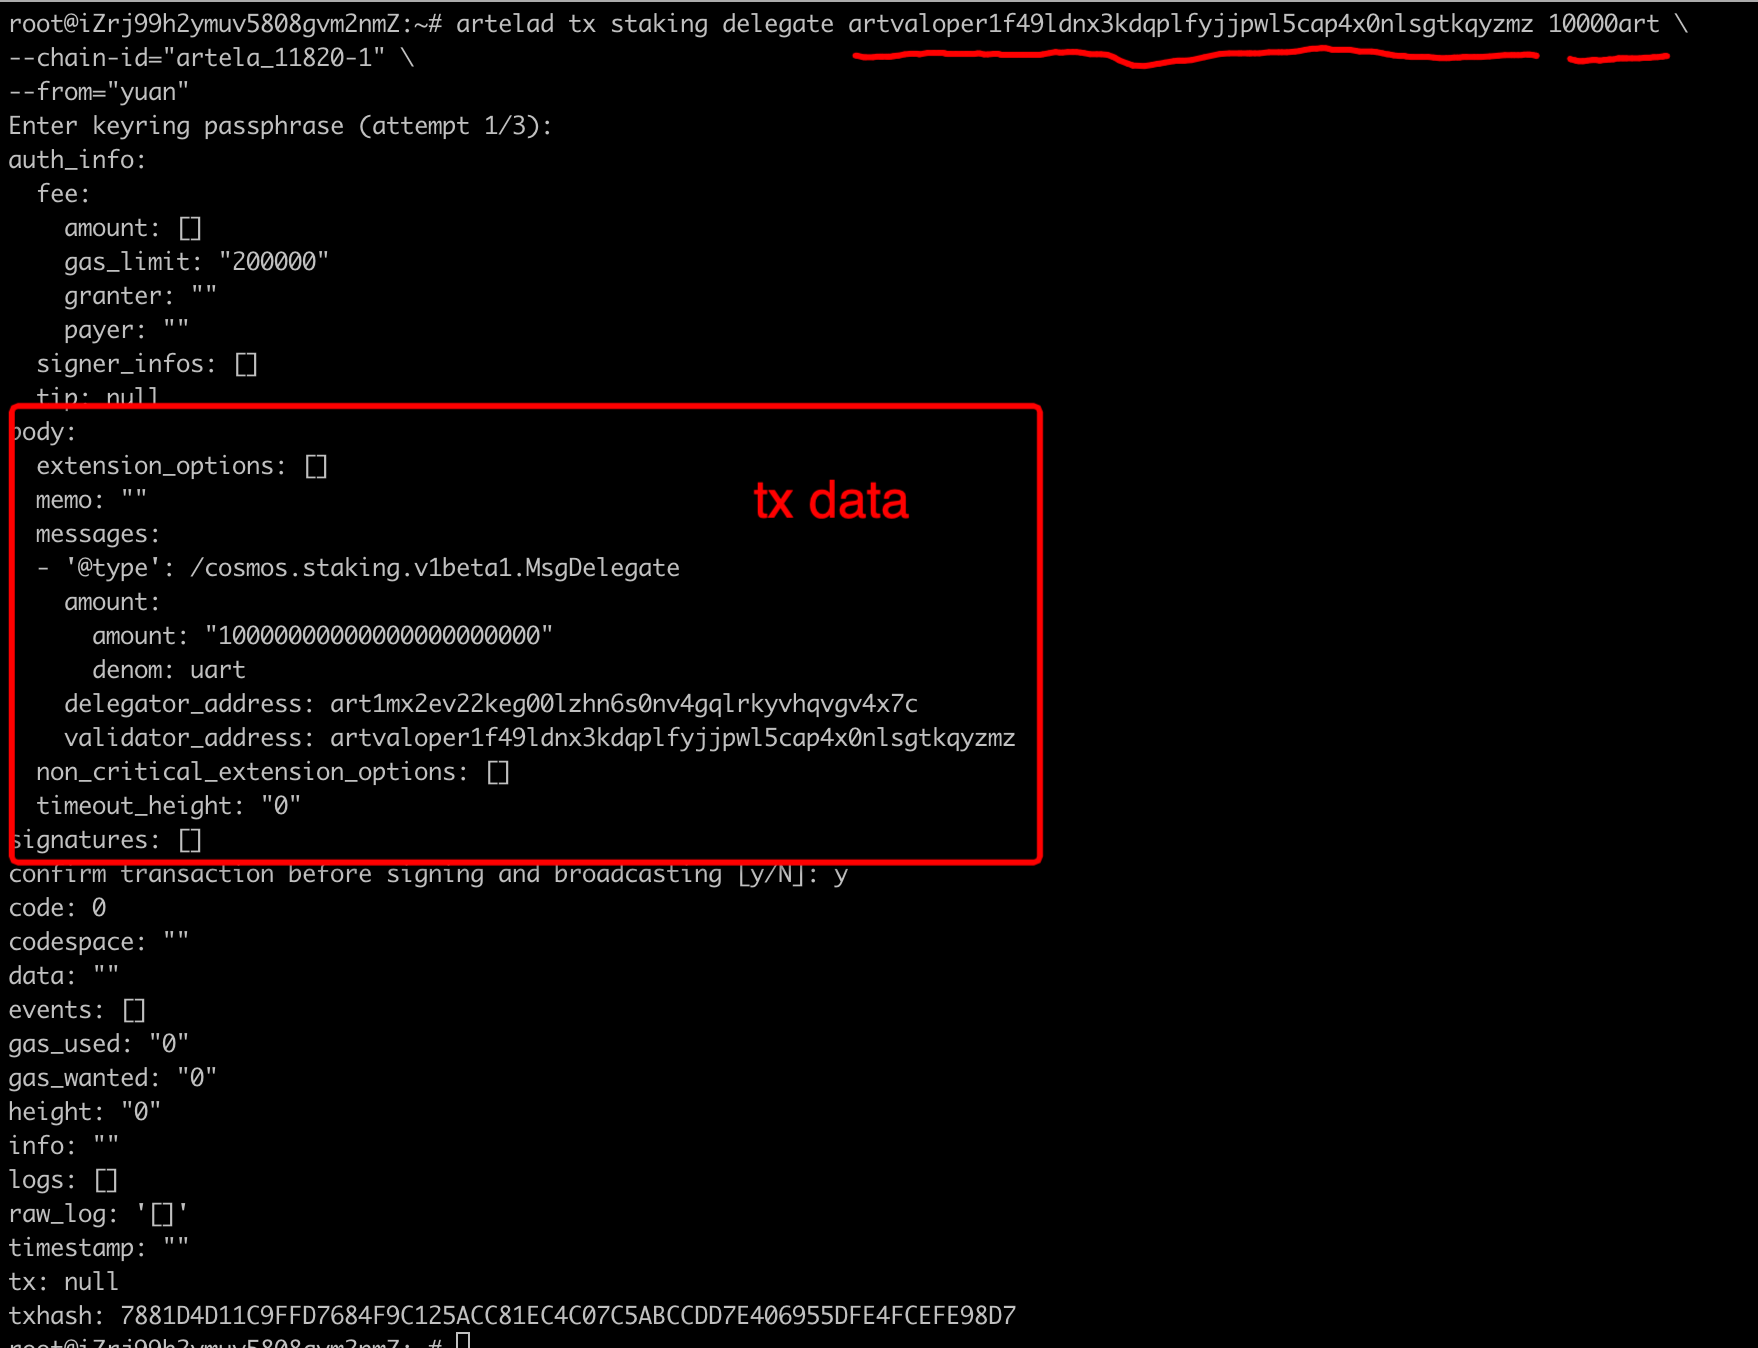 root@iZrj99h2ymuv5808gvm2nmZ:~# artelad tx staking delegate artvaloper1f49ldnx3kdqplfyjjpwl5cap4x0nlsgtkqyzmz 10000art \
--chain-id="artela_11820-1" \
--from="yuan"
Enter keyring passphrase (attempt 1/3):
auth_info:
  fee:
    amount: []
    gas_limit: "200000"
    granter: ""
    payer: ""
  signer_infos: []
  tip: null
body:
  extension_options: []
  memo: ""
tx data
  messages:
  - '@type': /cosmos.staking.v1beta1.MsgDelegate
    amount:
      amount: "10000000000000000000000"
      denom: uart
    delegator_address: art1mx2ev22keg00lzhn6s0nv4gqlrkyvhqvgv4x7c
    validator_address: artvaloper1f49ldnx3kdqplfyjjpwl5cap4x0nlsgtkqyzmz
  non_critical_extension_options: []
  timeout_height: "0"
signatures: []
confirm transaction before signing and broadcasting [y/N]: y
code: 0
codespace: ""
data: ""
events: []
gas_used: "0"
gas_wanted: "0"
height: "0"
info: ""
logs: []
raw_log: '[]'
timestamp: ""
tx: null
txhash: 7881D4D11C9FFD7684F9C125ACC81EC4C07C5ABCCDD7E406955DFE4FCEFE98D7
root@iZrj99h2ymuv5808gvm2nmZ:~#